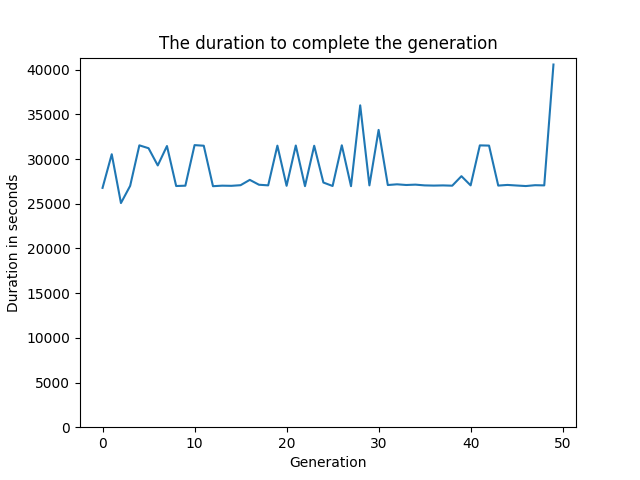 The duration to complete the generation
40000
35000
30000
25000
20000
15000
10000
5000
0
Duration in seconds
0 10 20 30 40 50
Generation